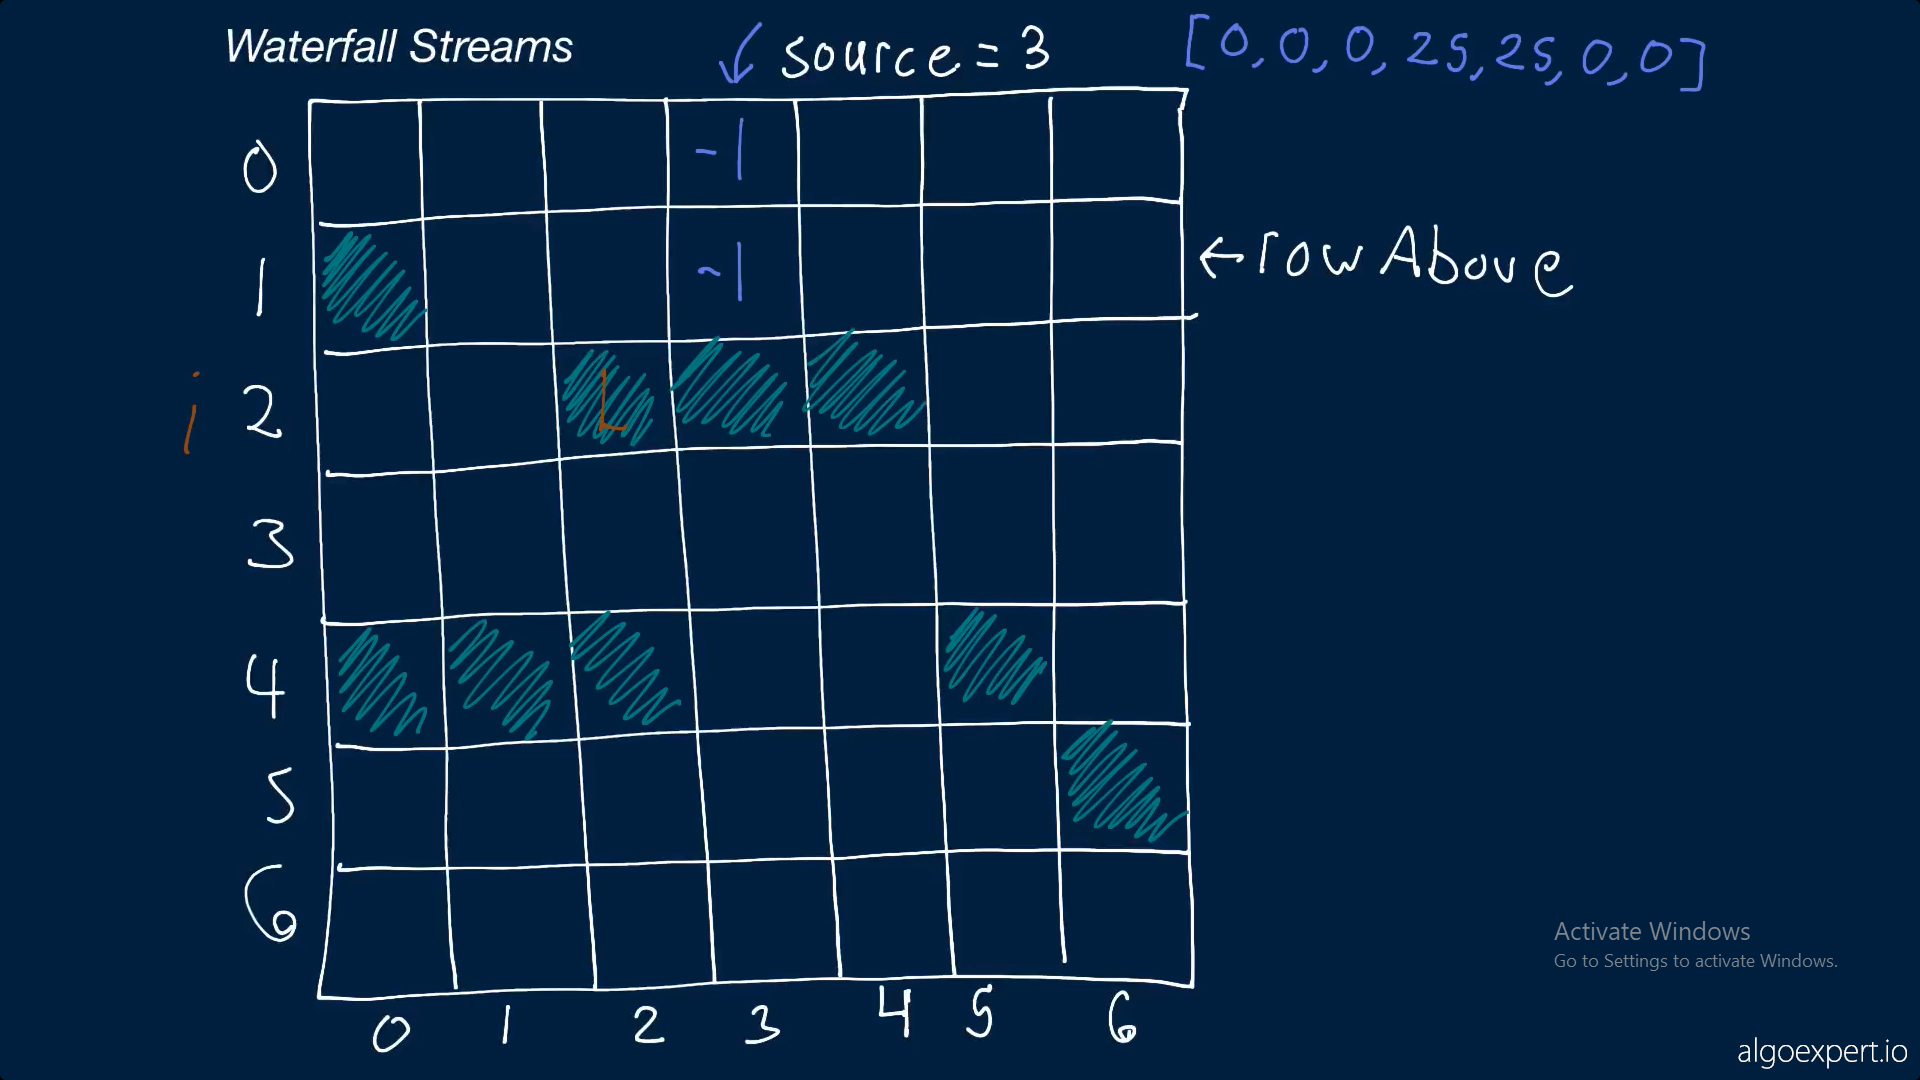 Waterfall Streams
source = 3
[0, 0, 0, 25, 25, 0, 0]
0
-1
1
-1
← row Above
i
2
L
3
4
5
6
0 1 2 3 4 5 6
Activate Windows
Go to Settings to activate Windows.
algoexpert.io